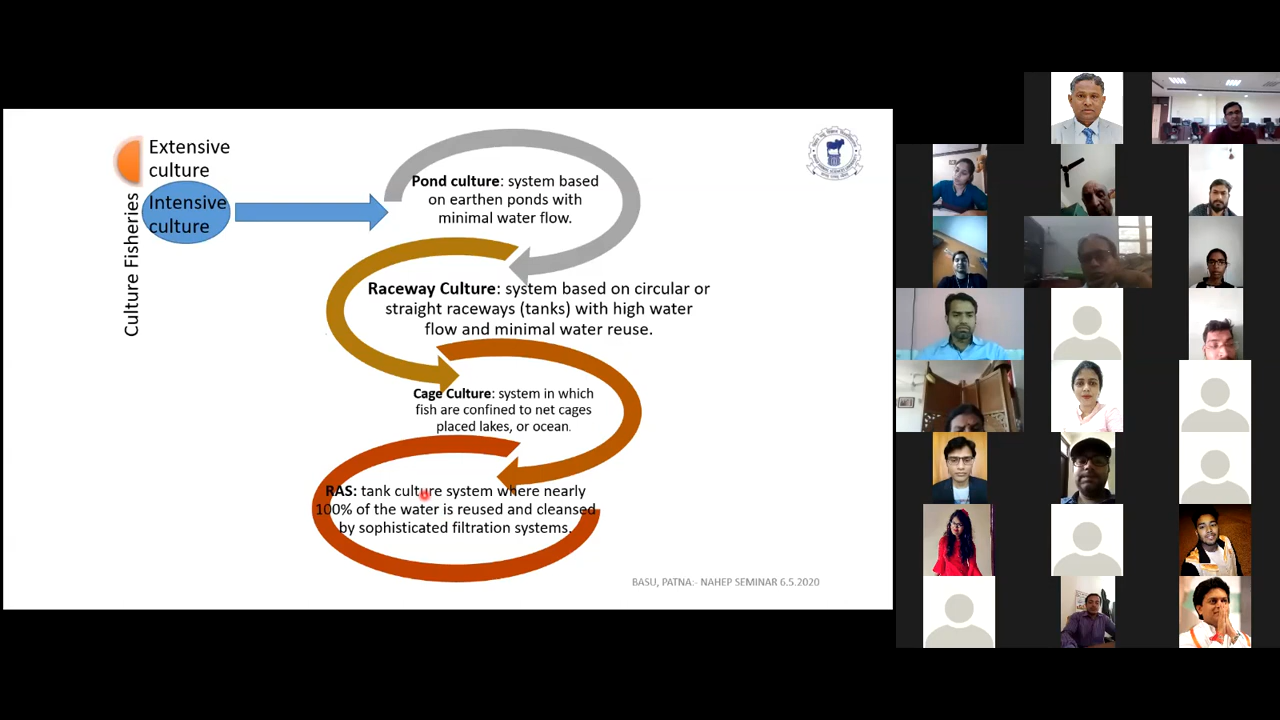 Extensive
culture
Intensive
culture
Culture Fisheries
Pond culture: system based
on earthen ponds with
minimal water flow.
Raceway Culture: system based on circular or
straight raceways (tanks) with high water
flow and minimal water reuse.
Cage Culture: system in which
fish are confined to net cages
placed lakes, or ocean.
RAS: tank culture system where nearly
100% of the water is reused and cleansed
by sophisticated filtration systems.
BASU, PATNA:- NAHEP SEMINAR 6.5.2020